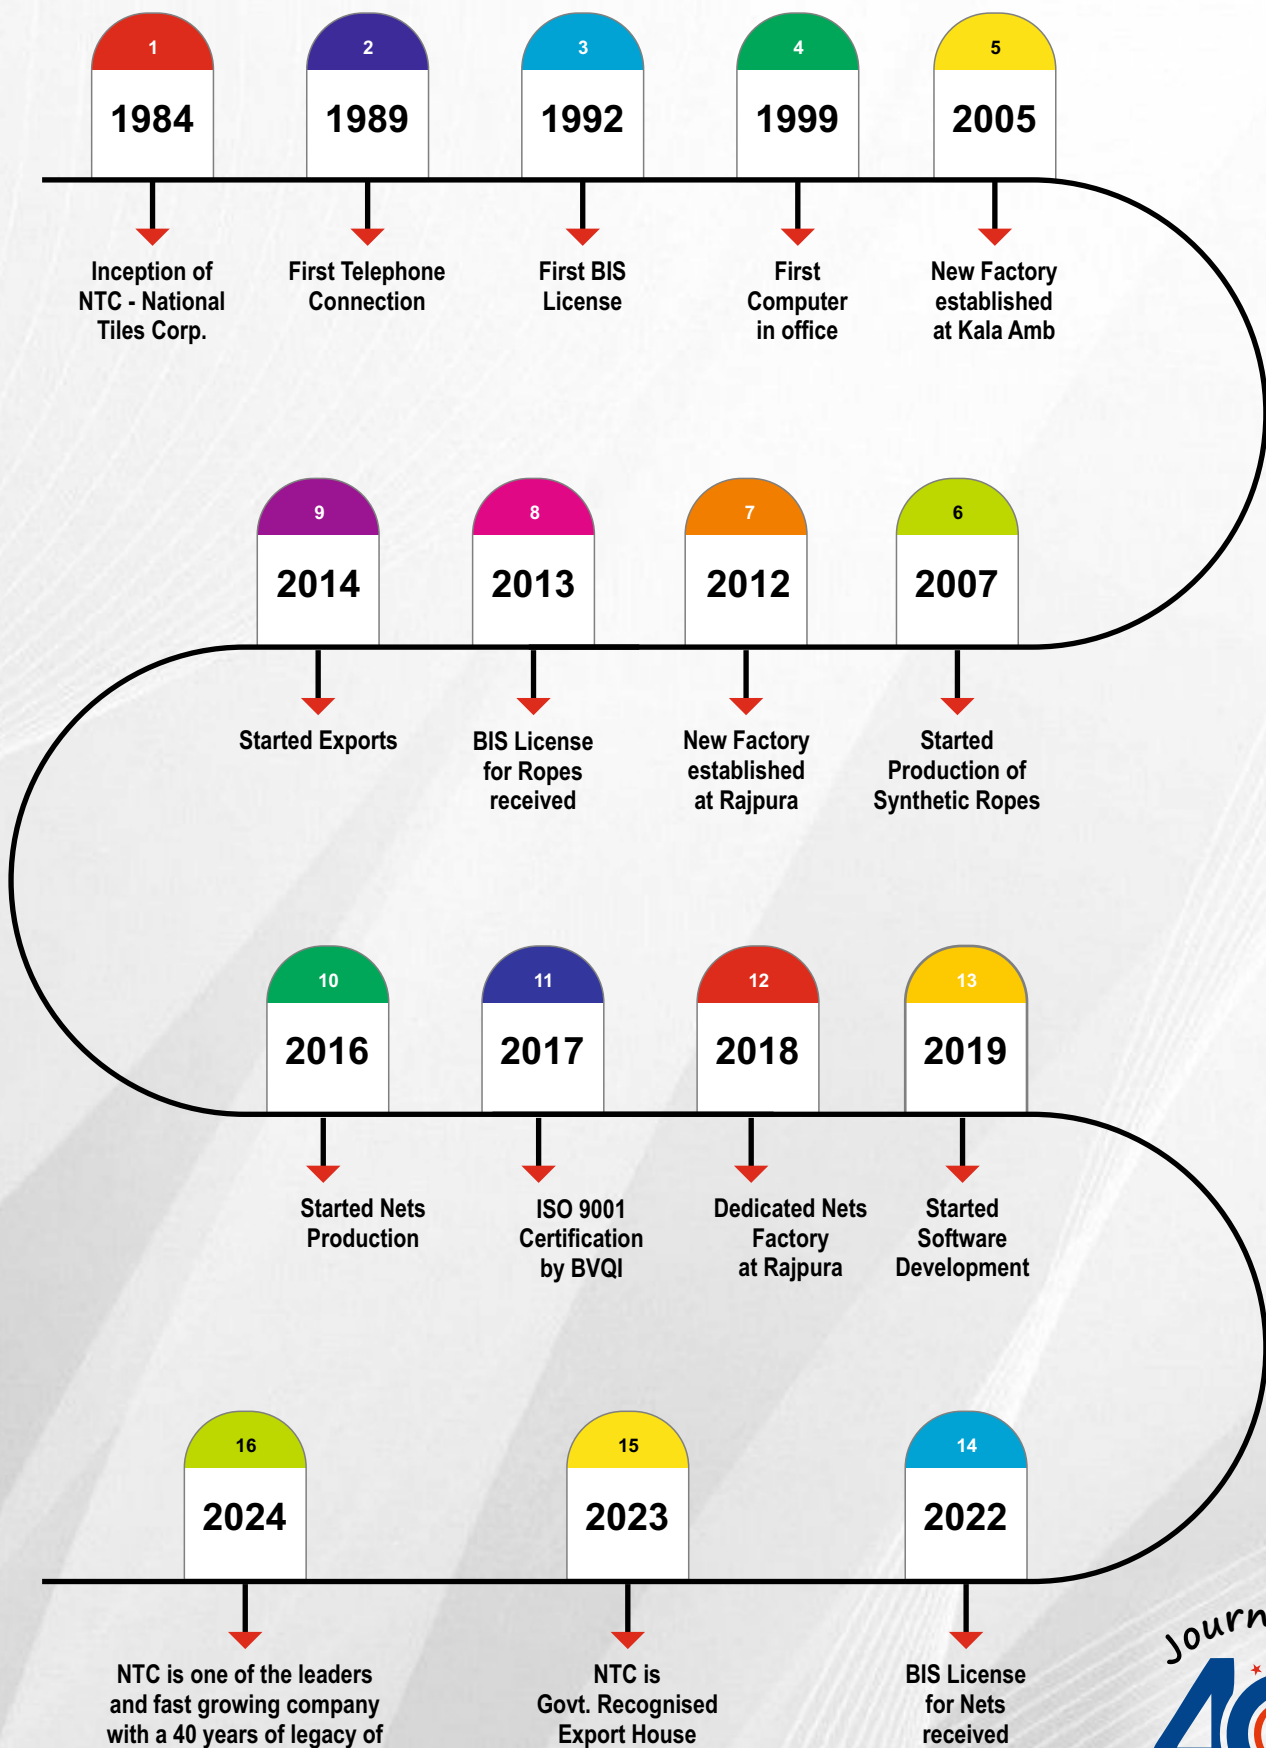 1
1984
Inception of
NTC - National
Tiles Corp.
2
1989
First Telephone
Connection
3
1992
First BIS
License
4
1999
First
Computer
in office
5
2005
New Factory
established
at Kala Amb
6
2007
Started
Production of
Synthetic Ropes
7
2012
New Factory
established
at Rajpura
8
2013
BIS License
for Ropes
received
9
2014
Started Exports
10
2016
Started Nets
Production
11
2017
ISO 9001
Certification
by BVQI
12
2018
Dedicated Nets
Factory
at Rajpura
13
2019
Started
Software
Development
14
2022
BIS License
for Nets
received
15
2023
NTC is
Govt. Recognised
Export House
16
2024
NTC is one of the leaders
and fast growing company
with a 40 years of legacy of
40